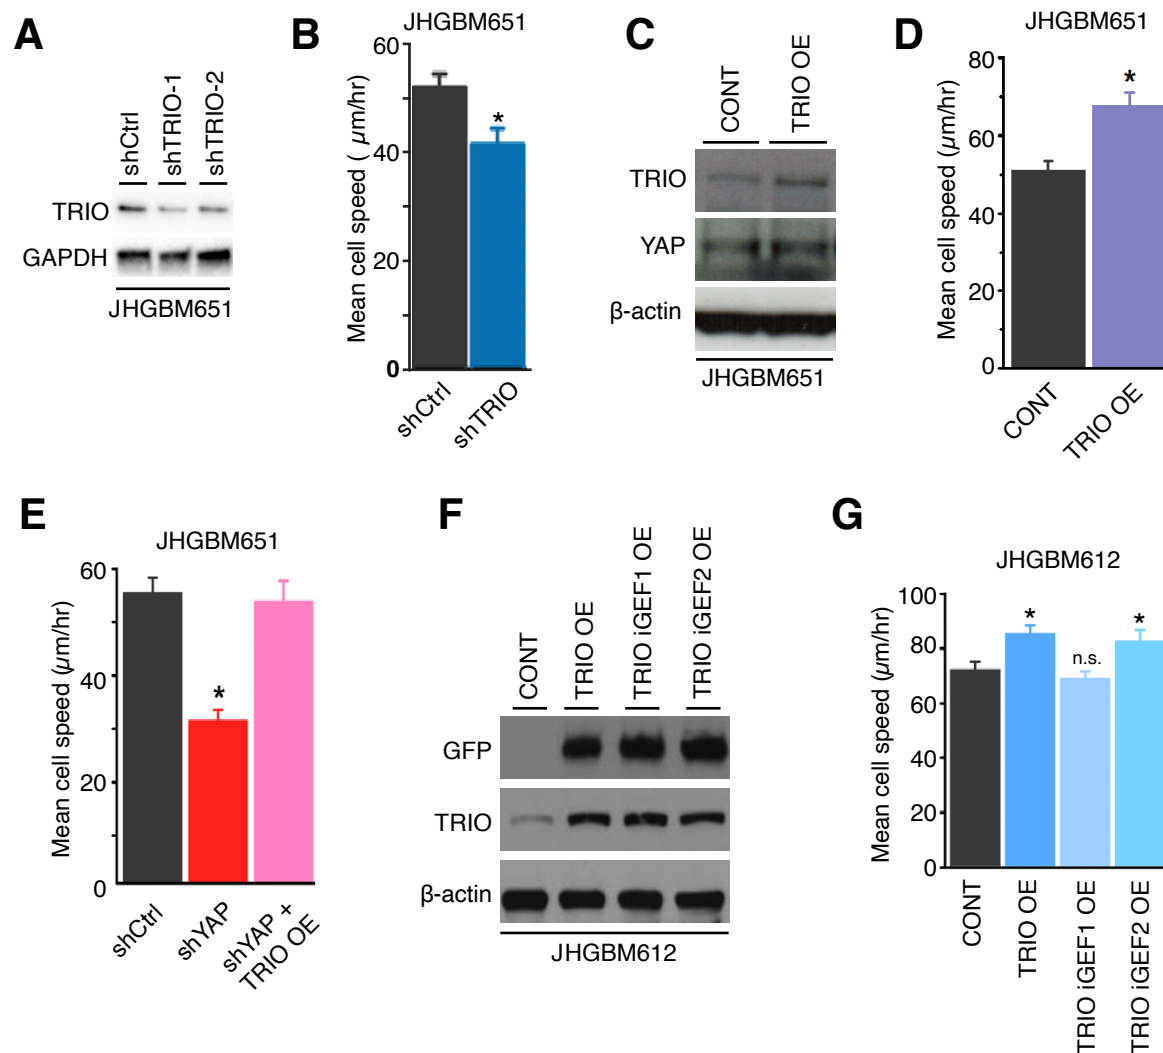 A
shCtrl
shTRIO-1
shTRIO-2
TRIO
GAPDH
JHGBM651
B
JHGBM651
Mean cell speed ( µm/hr)
60
40
20
0
*
shCtrl
shTRIO
C
CONT
TRIO OE
TRIO
YAP
β-actin
JHGBM651
D
JHGBM651
Mean cell speed (µm/hr)
80
60
40
20
0
*
CONT
TRIO OE
E
JHGBM651
Mean cell speed (µm/hr)
60
40
20
0
*
shCtrl
shYAP
shYAP +
TRIO OE
F
CONT
TRIO OE
TRIO iGEF1 OE
TRIO iGEF2 OE
GFP
TRIO
β-actin
JHGBM612
G
JHGBM612
Mean cell speed (µm/hr)
100
80
60
40
20
0
*
n.s.
*
CONT
TRIO OE
TRIO iGEF1 OE
TRIO iGEF2 OE